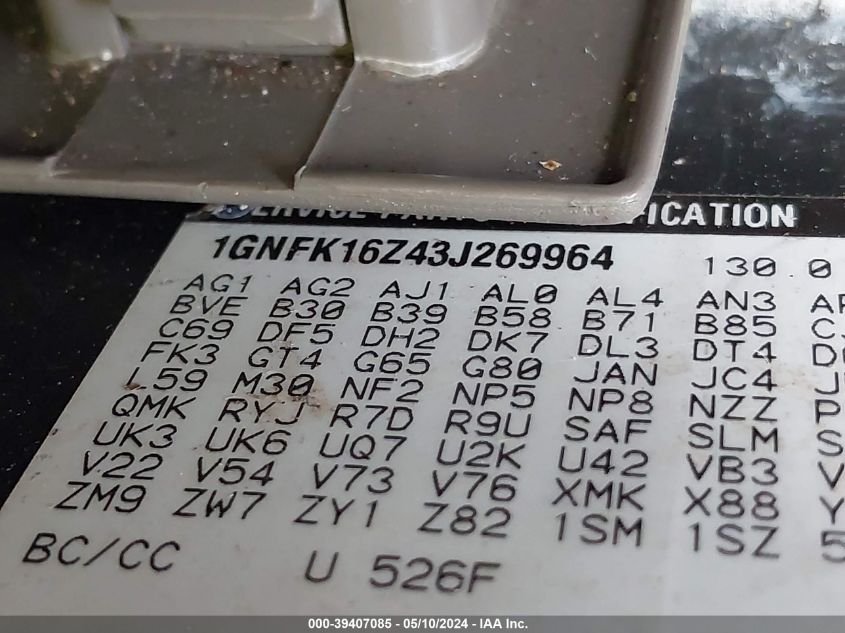 IFICATION
1GNFK16Z43J269964 130.0
AG1 AG2 AJ1 AL0 AL4 AN3
BVE B30 B39 B58 B71 B85
C69 DF5 DH2 DK7 DL3 DT4
FK3 GT4 G65 G80 JAN JC4
L59 M30 NF2 NP5 NP8 NZZ P
QMK RYJ R7D R9U SAF SLM S
UK3 UK6 UQ7 U2K U42 VB3 V
V22 V54 V73 V76 XMK X88 Y
ZM9 ZW7 ZY1 Z82 1SM 1SZ 5
BC/CC U 526F
000-39407085 - 05/10/2024 - IAA Inc.